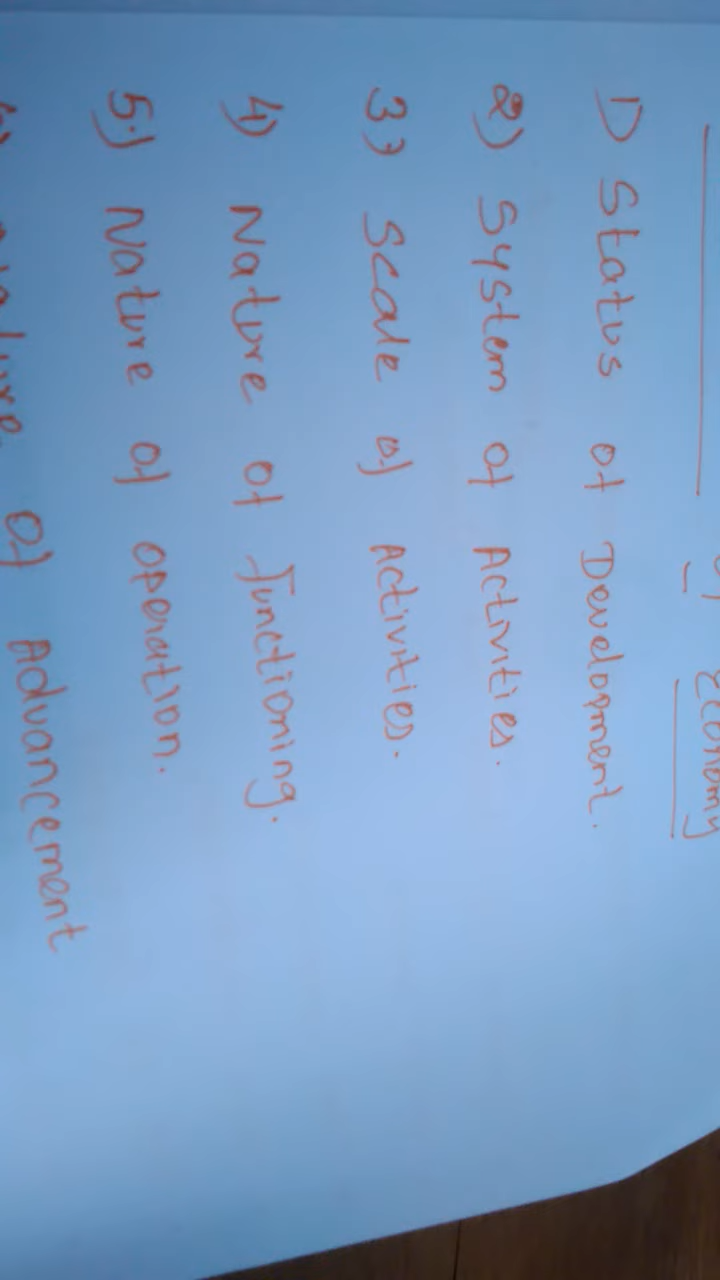 Economy
1) Status of Development.
2) System of Activities.
3) Scale of Activities.
4) Nature of functioning.
5.) Nature of operation.
of Advancement